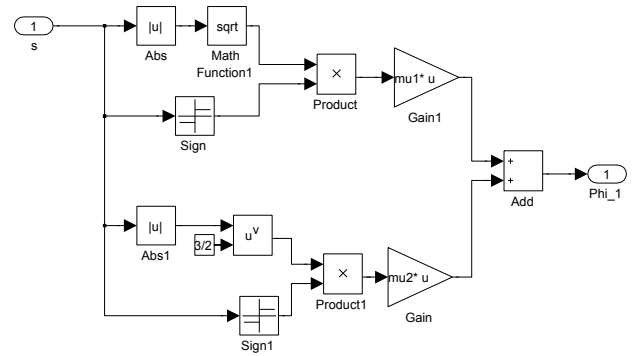 1
s
|u|
Abs
sqrt
Math
Function1
×
Product
mu1* u
Gain1
Sign
+
+
Add
1
Phi_1
|u|
Abs1
3/2
u^v
×
Product1
mu2* u
Gain
Sign1